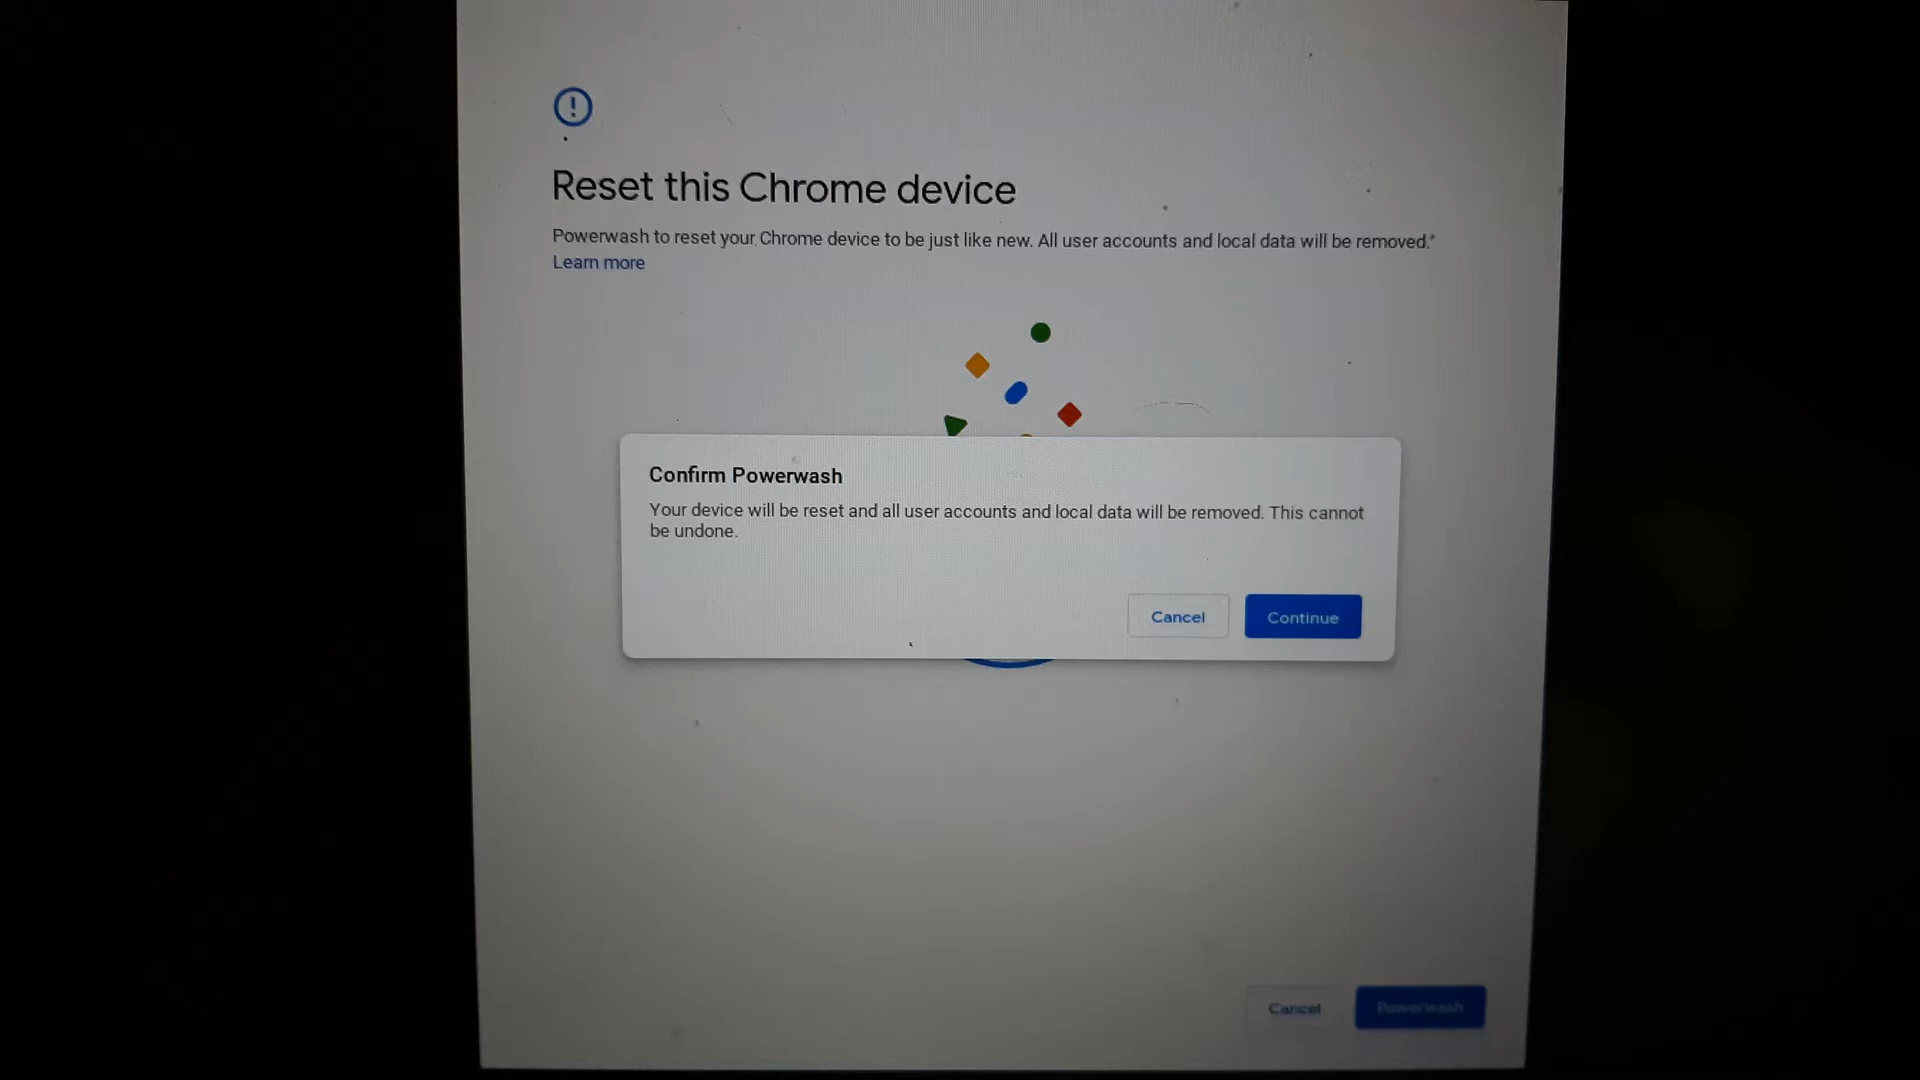 Reset this Chrome device
Powerwash to reset your Chrome device to be just like new. All user accounts and local data will be removed.
Learn more
Confirm Powerwash
Your device will be reset and all user accounts and local data will be removed. This cannot
be undone.
Cancel
Continue
Cancel
Powerwash